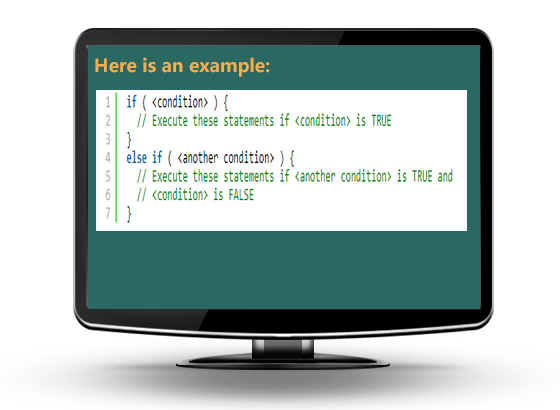 Here is an example:
1 if ( <condition> ) {
2 // Execute these statements if <condition> is TRUE
3 }
4 else if ( <another condition> ) {
5 // Execute these statements if <another condition> is TRUE and
6 // <condition> is FALSE
7 }